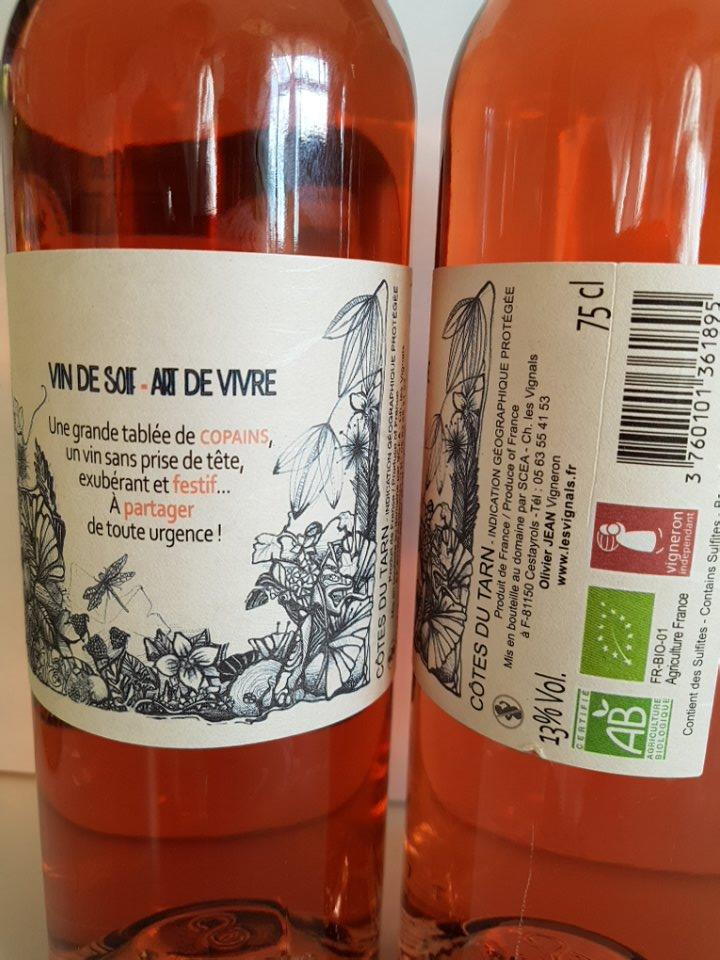 VIN DE SOIF - ART DE VIVRE
Une grande tablée de COPAINS,
un vin sans prise de tête,
exubérant et festif...
À partager
de toute urgence !
CÔTES DU TARN - INDICATION GÉOGRAPHIQUE PROTÉGÉE
CÔTES DU TARN - INDICATION GÉOGRAPHIQUE PROTÉGÉE
Produit de France / Produce of France
Mis en bouteille au domaine par SCEA - Ch. les Vignals
à F-81150 Cestayrols - Tél : 05 63 55 41 53
Olivier JEAN Vigneron
www.lesvignals.fr
13% Vol.
75 cl
3 760101 361895
vigneron
indépendant
CERTIFIÉ
AB
AGRICULTURE
BIOLOGIQUE
FR-BIO-01
Agriculture France
Contient des Sulfites - Contains Sulfites -